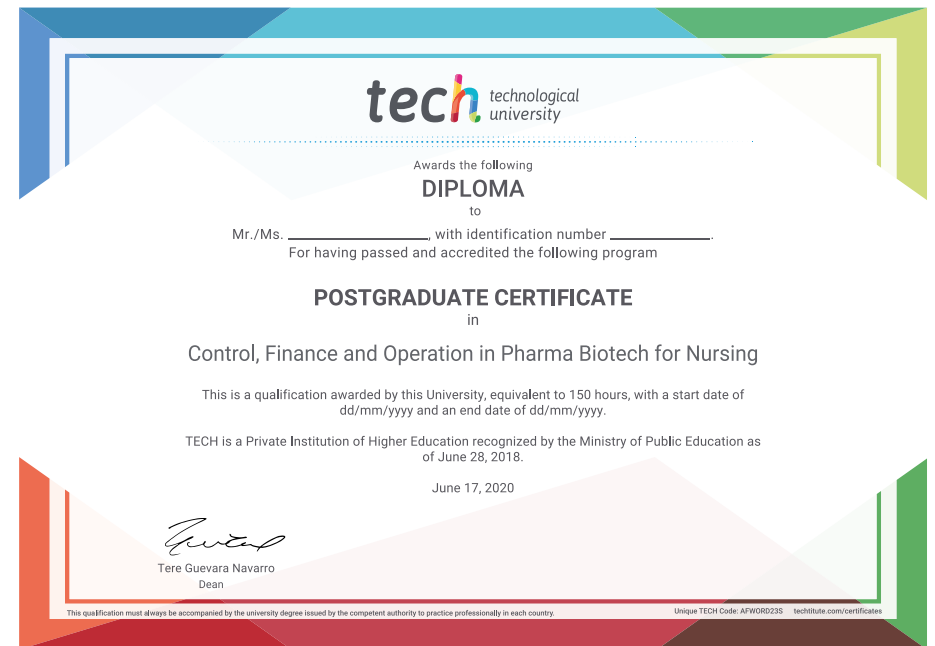 tech technological
university
Awards the following
DIPLOMA
to
Mr./Ms. ____________________, with identification number ______________.
For having passed and accredited the following program
POSTGRADUATE CERTIFICATE
in
Control, Finance and Operation in Pharma Biotech for Nursing
This is a qualification awarded by this University, equivalent to 150 hours, with a start date of
dd/mm/yyyy and an end date of dd/mm/yyyy.
TECH is a Private Institution of Higher Education recognized by the Ministry of Public Education as
of June 28, 2018.
June 17, 2020
Tere Guevara Navarro
Dean
This qualification must always be accompanied by the university degree issued by the competent authority to practice professionally in each country.
Unique TECH Code: AFWORD23S techtitute.com/certificates